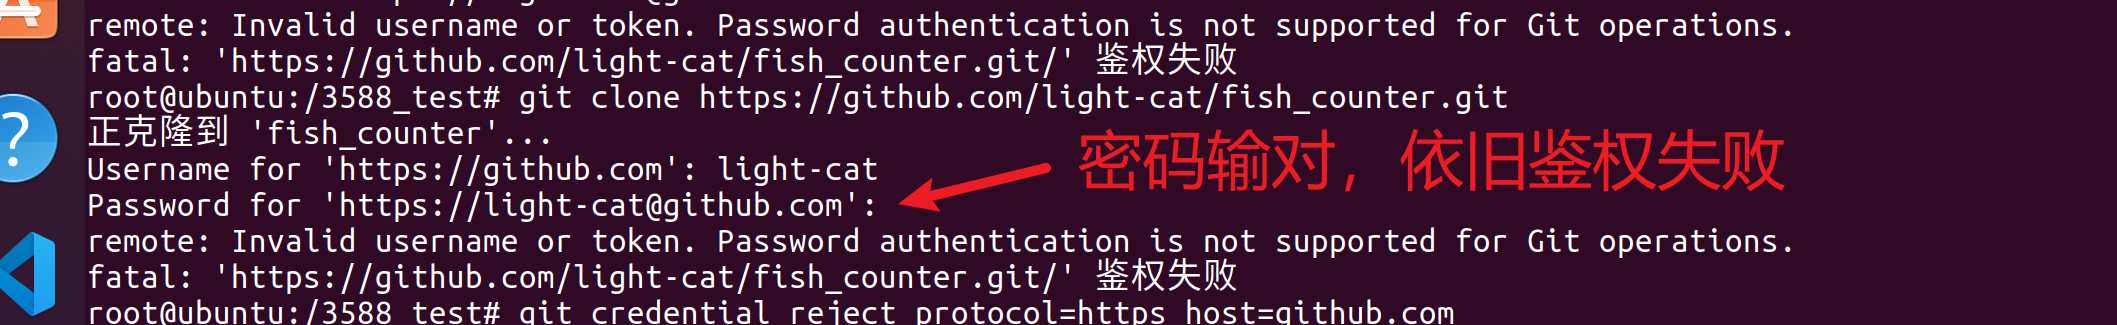 remote: Invalid username or token. Password authentication is not supported for Git operations.
fatal: 'https://github.com/light-cat/fish_counter.git/' 鉴权失败
root@ubuntu:/3588_test# git clone https://github.com/light-cat/fish_counter.git
正克隆到 'fish_counter'...
Username for 'https://github.com': light-cat
密码输对，依旧鉴权失败
Password for 'https://light-cat@github.com':
remote: Invalid username or token. Password authentication is not supported for Git operations.
fatal: 'https://github.com/light-cat/fish_counter.git/' 鉴权失败
root@ubuntu:/3588_test# git credential reject protocol=https host=github.com